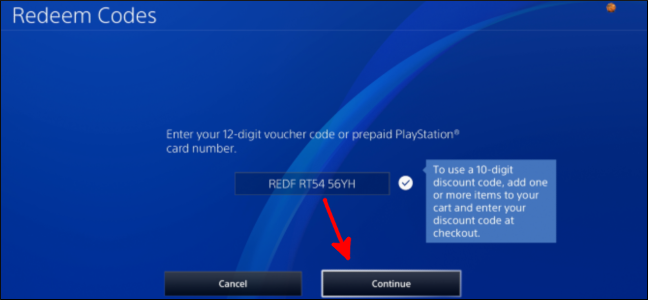 Redeem Codes
Enter your 12-digit voucher code or prepaid PlayStation®
card number.
REDF RT54 56YH
To use a 10-digit
discount code, add one
or more items to your
cart and enter your
discount code at
checkout.
Cancel
Continue